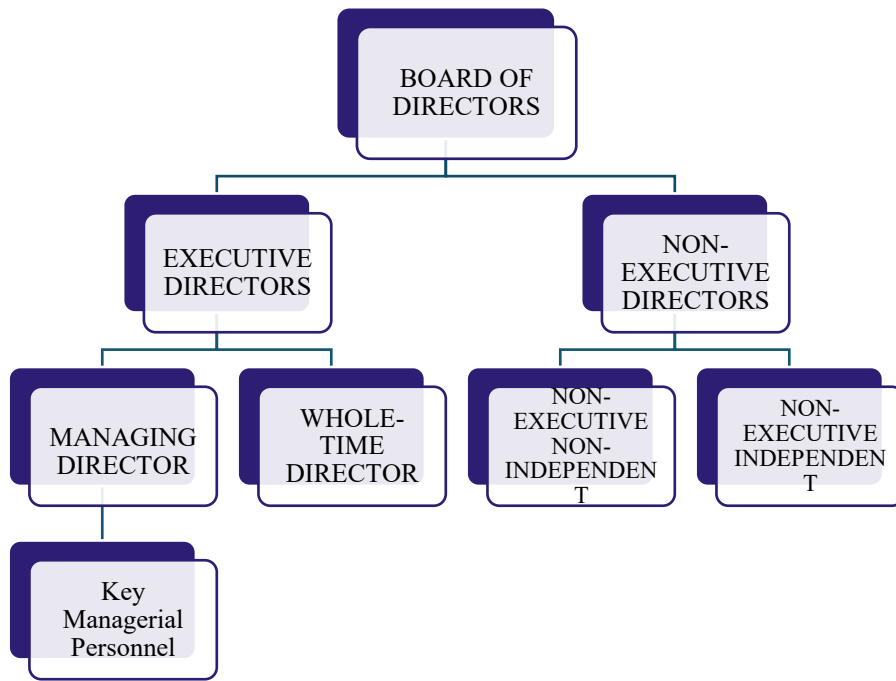 BOARD OF
DIRECTORS
EXECUTIVE
DIRECTORS
NON-
EXECUTIVE
DIRECTORS
MANAGING
DIRECTOR
WHOLE-
TIME
DIRECTOR
NON-
EXECUTIVE
NON-
INDEPENDEN
T
NON-
EXECUTIVE
INDEPENDEN
T
Key
Managerial
Personnel